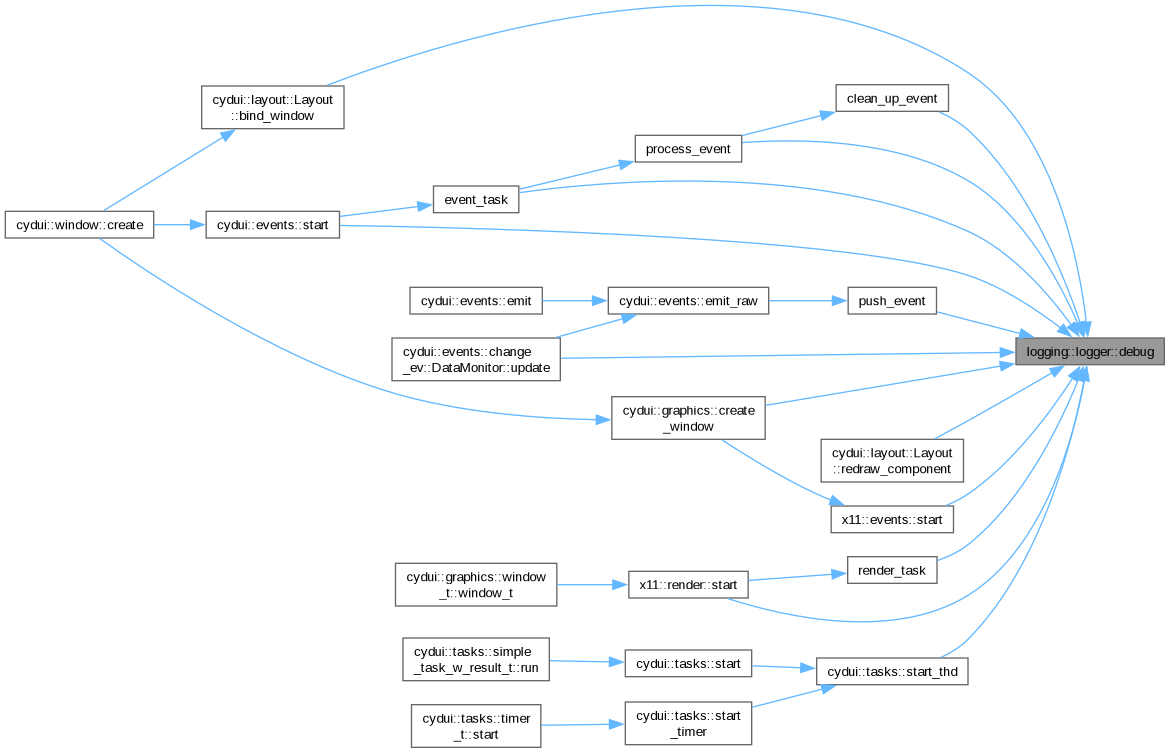 cydui::layout::Layout
::bind_window
clean_up_event
process_event
event_task
cydui::window::create
cydui::events::start
cydui::events::emit
cydui::events::emit_raw
push_event
cydui::events::change
_ev::DataMonitor::update
logging::logger::debug
cydui::graphics::create
_window
cydui::layout::Layout
::redraw_component
x11::events::start
cydui::graphics::window
_t::window_t
x11::render::start
render_task
cydui::tasks::simple
_task_w_result_t::run
cydui::tasks::start
cydui::tasks::start_thd
cydui::tasks::timer
_t::start
cydui::tasks::start
_timer